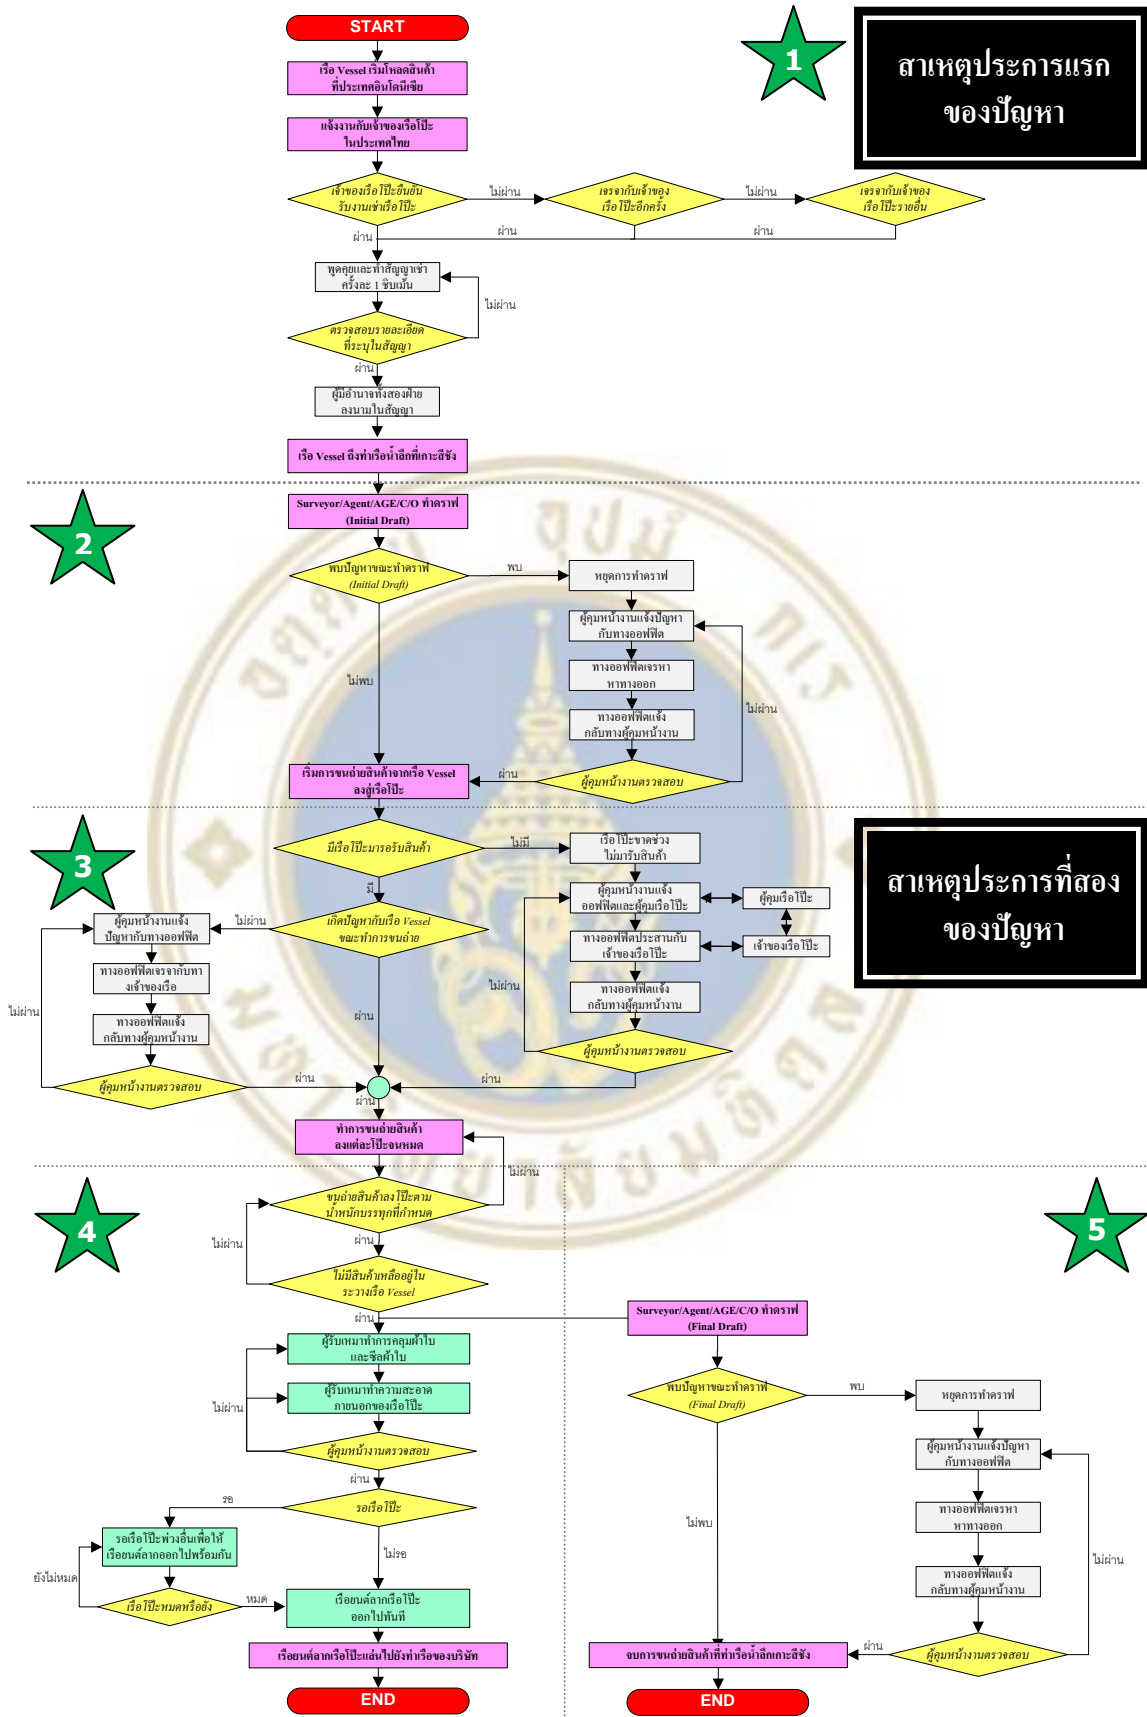 START
1
สาเหตุประการแรก
ของปัญหา
เรือ Vessel เริ่มโหลดสินค้า
ที่ประเทศอินโดนีเซีย
แจ้งงานกับเจ้าของเรือโป๊ะ
ในประเทศไทย
เจ้าของเรือโป๊ะยืนยัน
รับงานเช่าเรือโป๊ะ
ไม่ผ่าน
เจรจากับเจ้าของ
เรือโป๊ะอีกครั้ง
ไม่ผ่าน
เจรจากับเจ้าของ
เรือโป๊ะรายอื่น
ผ่าน
ผ่าน
ผ่าน
พูดคุยและทำสัญญาเช่า
ครั้งละ 1 ชิบเม้น
ไม่ผ่าน
ตรวจสอบรายละเอียด
ที่ระบุในสัญญา
ผ่าน
ผู้มีอำนาจทั้งสองฝ่าย
ลงนามในสัญญา
เรือ Vessel ถึงท่าเรือน้ำลึกที่เกาะสีชัง
2
Surveyor/Agent/AGE/C/O ทำดราฟ
(Initial Draft)
พบปัญหาขณะทำดราฟ
(Initial Draft)
พบ
หยุดการทำดราฟ
ผู้คุมหน้างานแจ้งปัญหา
กับทางออฟฟิต
ทางออฟฟิตเจรหา
หาทางออก
ไม่พบ
ไม่ผ่าน
ทางออฟฟิตแจ้ง
กลับทางผู้คุมหน้างาน
เริ่มการขนถ่ายสินค้าจากเรือ Vessel
ลงสู่เรือโป๊ะ
ผ่าน
ผู้คุมหน้างานตรวจสอบ
3
สาเหตุประการที่สอง
ของปัญหา
มีเรือโป๊ะมารอรับสินค้า
ไม่มี
เรือโป๊ะขาดช่วง
ไม่มารับสินค้า
มี
ผู้คุมหน้างานแจ้ง
ออฟฟิตและผู้คุมเรือโป๊ะ
ผู้คุมเรือโป๊ะ
เกิดปัญหากับเรือ Vessel
ขณะทำการขนถ่าย
ไม่ผ่าน
ผู้คุมหน้างานแจ้ง
ปัญหากับทางออฟฟิต
ทางออฟฟิตประสานกับ
เจ้าของเรือโป๊ะ
เจ้าของเรือโป๊ะ
ทางออฟฟิตเจรจากับทา
งเจ้าของเรือ
ไม่ผ่าน
ทางออฟฟิตแจ้ง
กลับทางผู้คุมหน้างาน
ไม่ผ่าน
ทางออฟฟิตแจ้ง
กลับทางผู้คุมหน้างาน
ผ่าน
ผู้คุมหน้างานตรวจสอบ
ผู้คุมหน้างานตรวจสอบ
ผ่าน
ผ่าน
ผ่าน
ทำการขนถ่ายสินค้า
ลงแต่ละโป๊ะจนหมด
ไม่ผ่าน
4
ขนถ่ายสินค้าลงโป๊ะตาม
น้ำหนักบรรทุกที่กำหนด
ไม่ผ่าน
ผ่าน
ไม่มีสินค้าเหลืออยู่ใน
ระวางเรือ Vessel
ผ่าน
ผู้รับเหมาทำการคลุมผ้าใบ
และซีลผ้าใบ
ผู้รับเหมาทำความสะอาด
ภายนอกของเรือโป๊ะ
ไม่ผ่าน
ผู้คุมหน้างานตรวจสอบ
ผ่าน
รอ
รอเรือโป๊ะ
รอเรือโป๊ะพ่วงอื่นเพื่อให้
เรือยนต์ลากออกไปพร้อมกัน
ไม่รอ
ยังไม่หมด
เรือโป๊ะหมดหรือยัง
หมด
เรือยนต์ลากเรือโป๊ะ
ออกไปทันที
เรือยนต์ลากเรือโป๊ะแล่นไปยังท่าเรือของบริษัท
END
5
Surveyor/Agent/AGE/C/O ทำดราฟ
(Final Draft)
พบปัญหาขณะทำดราฟ
(Final Draft)
พบ
หยุดการทำดราฟ
ผู้คุมหน้างานแจ้งปัญหา
กับทางออฟฟิต
ทางออฟฟิตเจรหา
หาทางออก
ไม่พบ
ไม่ผ่าน
ทางออฟฟิตแจ้ง
กลับทางผู้คุมหน้างาน
จบการขนถ่ายสินค้าที่ท่าเรือน้ำลึกเกาะสีชัง
ผ่าน
ผู้คุมหน้างานตรวจสอบ
END